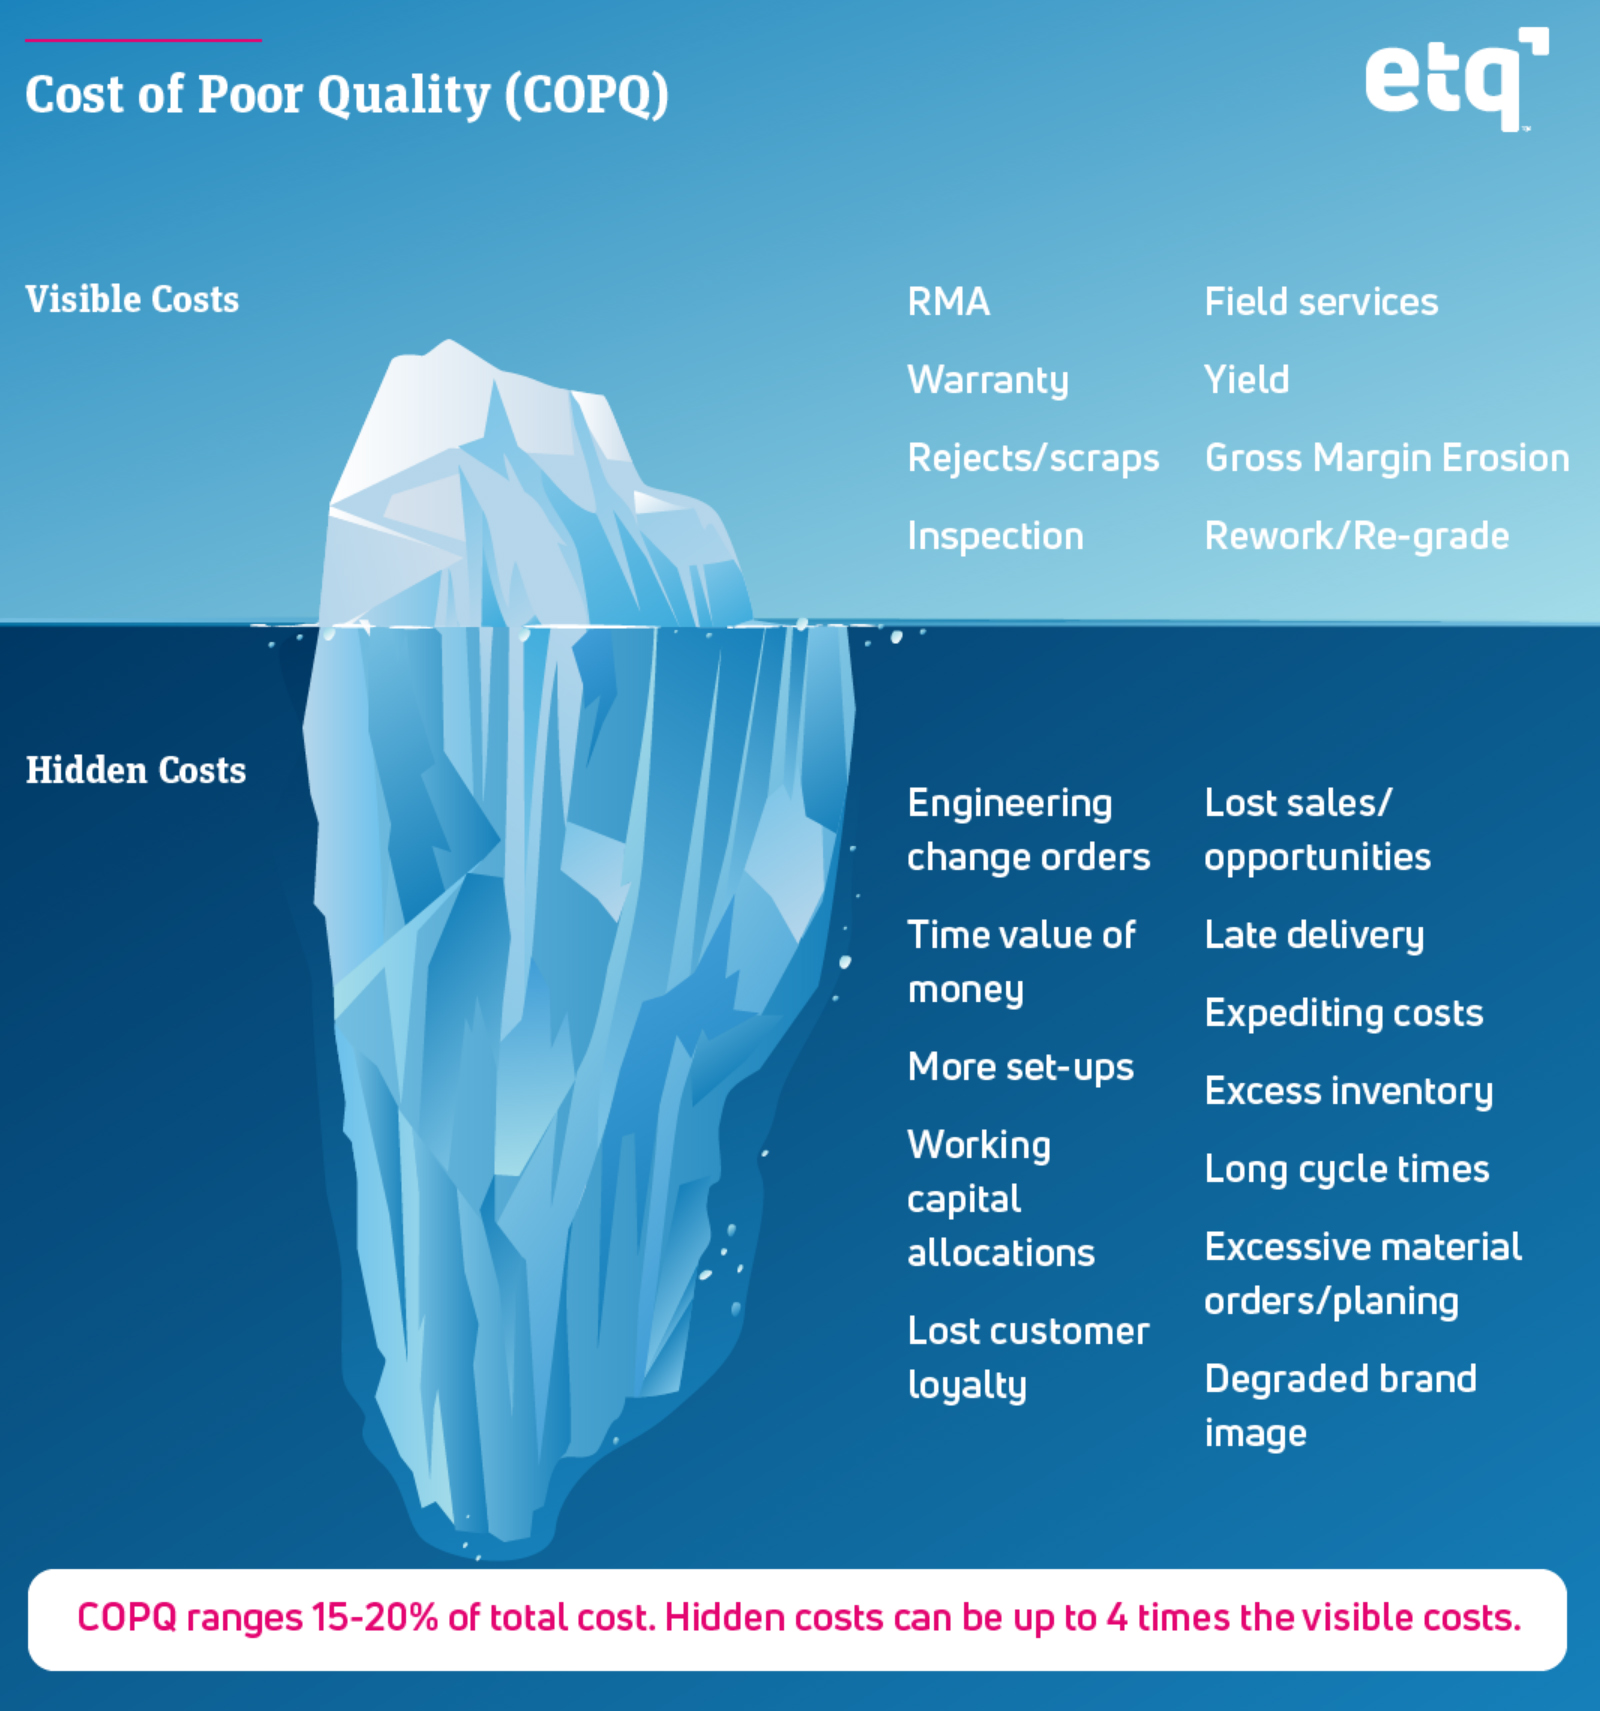 Cost of Poor Quality (COPQ)
etq™
Visible Costs
RMA
Warranty
Rejects/scraps
Inspection
Field services
Yield
Gross Margin Erosion
Rework/Re-grade
Hidden Costs
Engineering
change orders
Time value of
money
More set-ups
Working
capital
allocations
Lost customer
loyalty
Lost sales/
opportunities
Late delivery
Expediting costs
Excess inventory
Long cycle times
Excessive material
orders/planing
Degraded brand
image
COPQ ranges 15-20% of total cost. Hidden costs can be up to 4 times the visible costs.